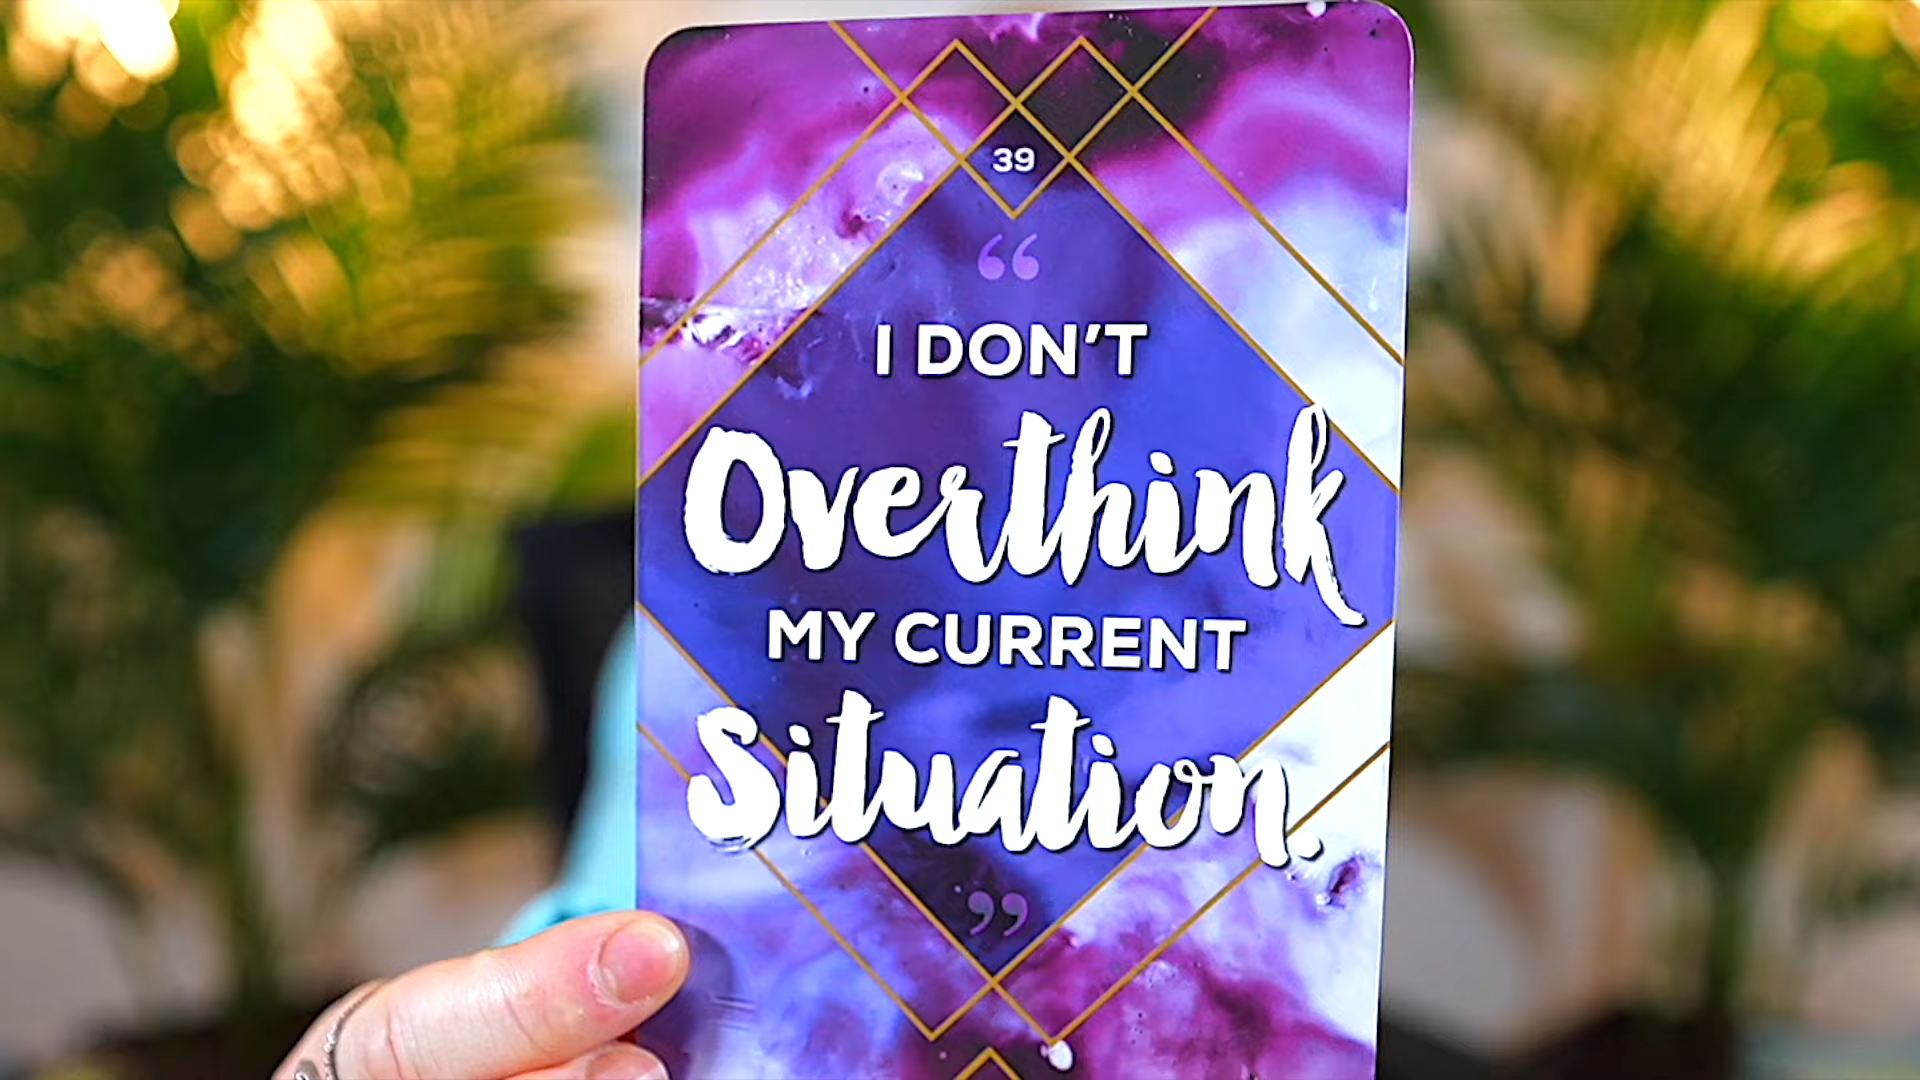 39
“
I DON’T
Overthink
MY CURRENT
Situation.
”